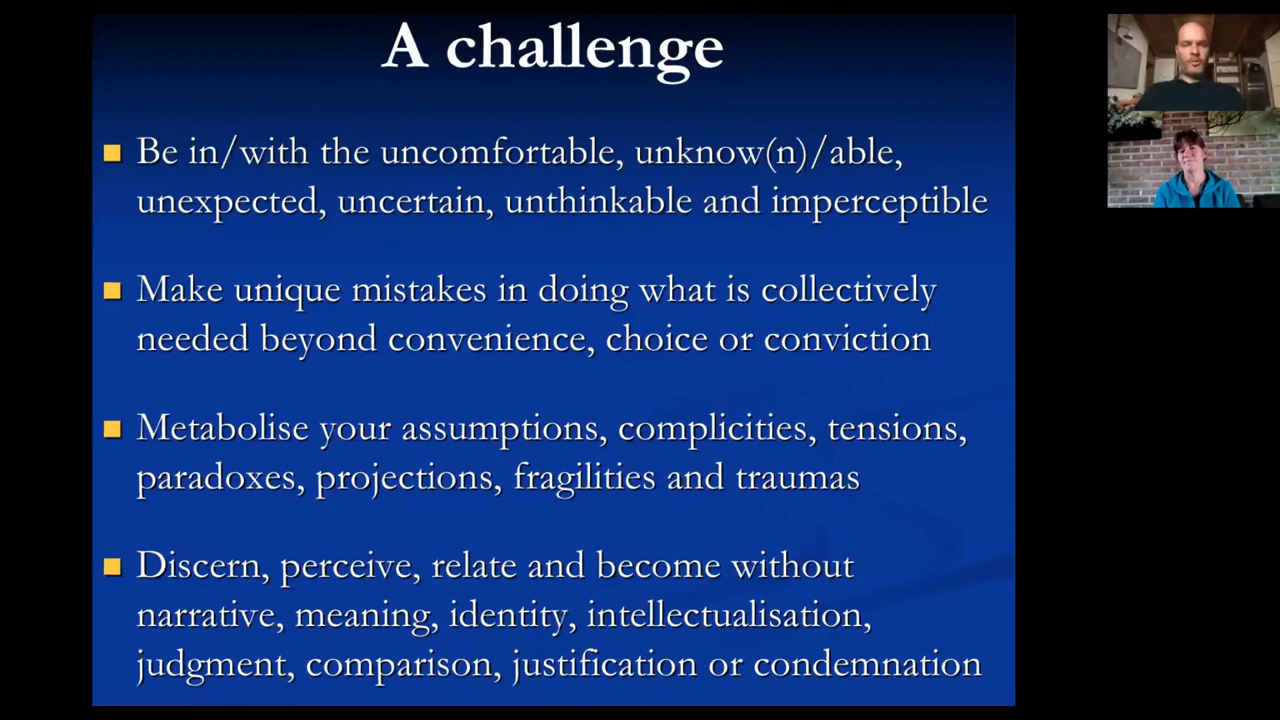 A challenge
Be in/with the uncomfortable, unknow(n)/able,
unexpected, uncertain, unthinkable and imperceptible
Make unique mistakes in doing what is collectively
needed beyond convenience, choice or conviction
Metabolise your assumptions, complicities, tensions,
paradoxes, projections, fragilities and traumas
Discern, perceive, relate and become without
narrative, meaning, identity, intellectualisation,
judgment, comparison, justification or condemnation